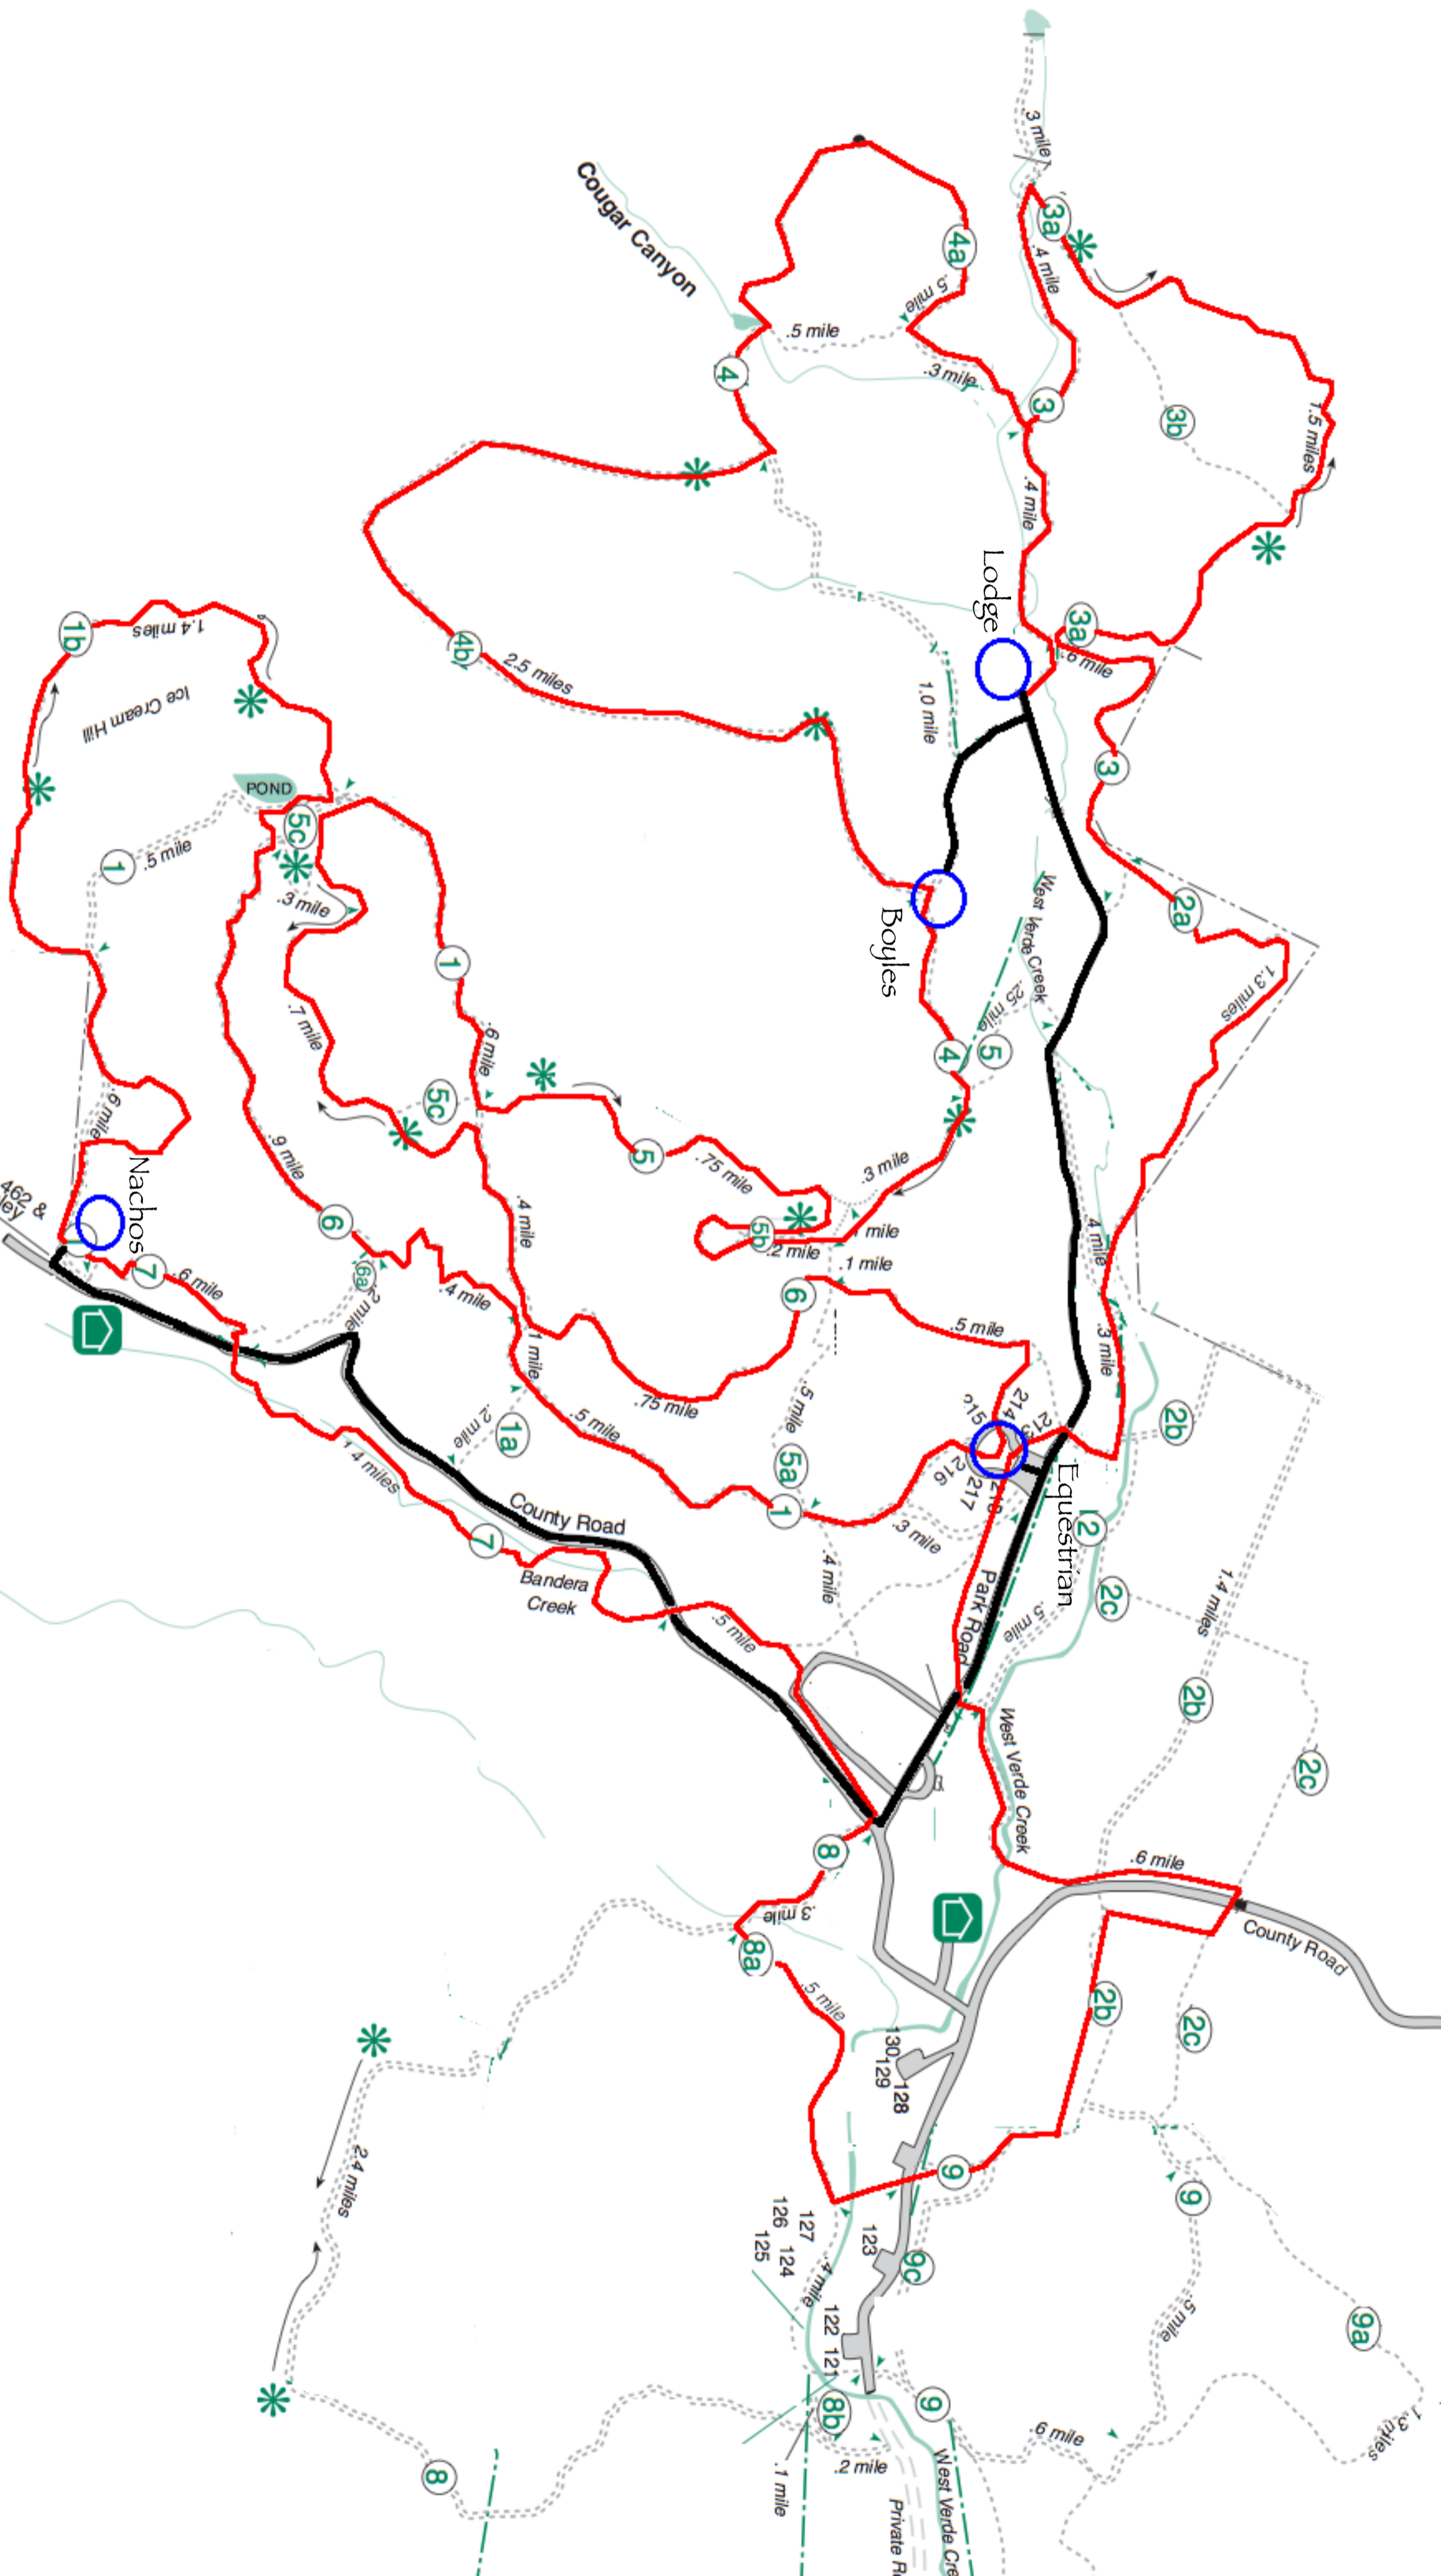 .3 mile
3a
.4 mile
4a
.5 mile
Cougar Canyon
.5 mile
4
.3 mile
3
3b
1.5 miles
.4 mile
Lodge
3a
.6 mile
4b
2.5 miles
1.0 mile
3
1b
1.4 miles
Ice Cream Hill
POND
5c
1
.5 mile
.3 mile
1
Boyles
2a
1.3 miles
West Verde Creek
.25 mile
5
4
.7 mile
.6 mile
5c
.6 mile
Nachos
.9 mile
6
5
.75 mile
.3 mile
5b
.2 mile
mile
.1 mile
.4 mile
462 &
7
.6 mile
6a
.4 mile
.4 mile
6
.5 mile
.3 mile
.1 mile
.75 mile
.5 mile
2b
214
215
216
217
Equestrian
1a
.2 mile
.5 mile
5a
1
.3 mile
2
1.4 miles
County Road
7
Bandera
Creek
.5 mile
.4 mile
Park Road
.5 mile
2c
1.4 miles
2b
2c
West Verde Creek
.6 mile
County Road
8
.3 mile
8a
.5 mile
2b
2c
130
129
128
9
9
2.4 miles
127
126
124
125
123
9c
.4 mile
122
121
.5 mile
9a
1.3 miles
8b
9
.6 mile
.2 mile
.1 mile
8
West Verde Cre
Private R